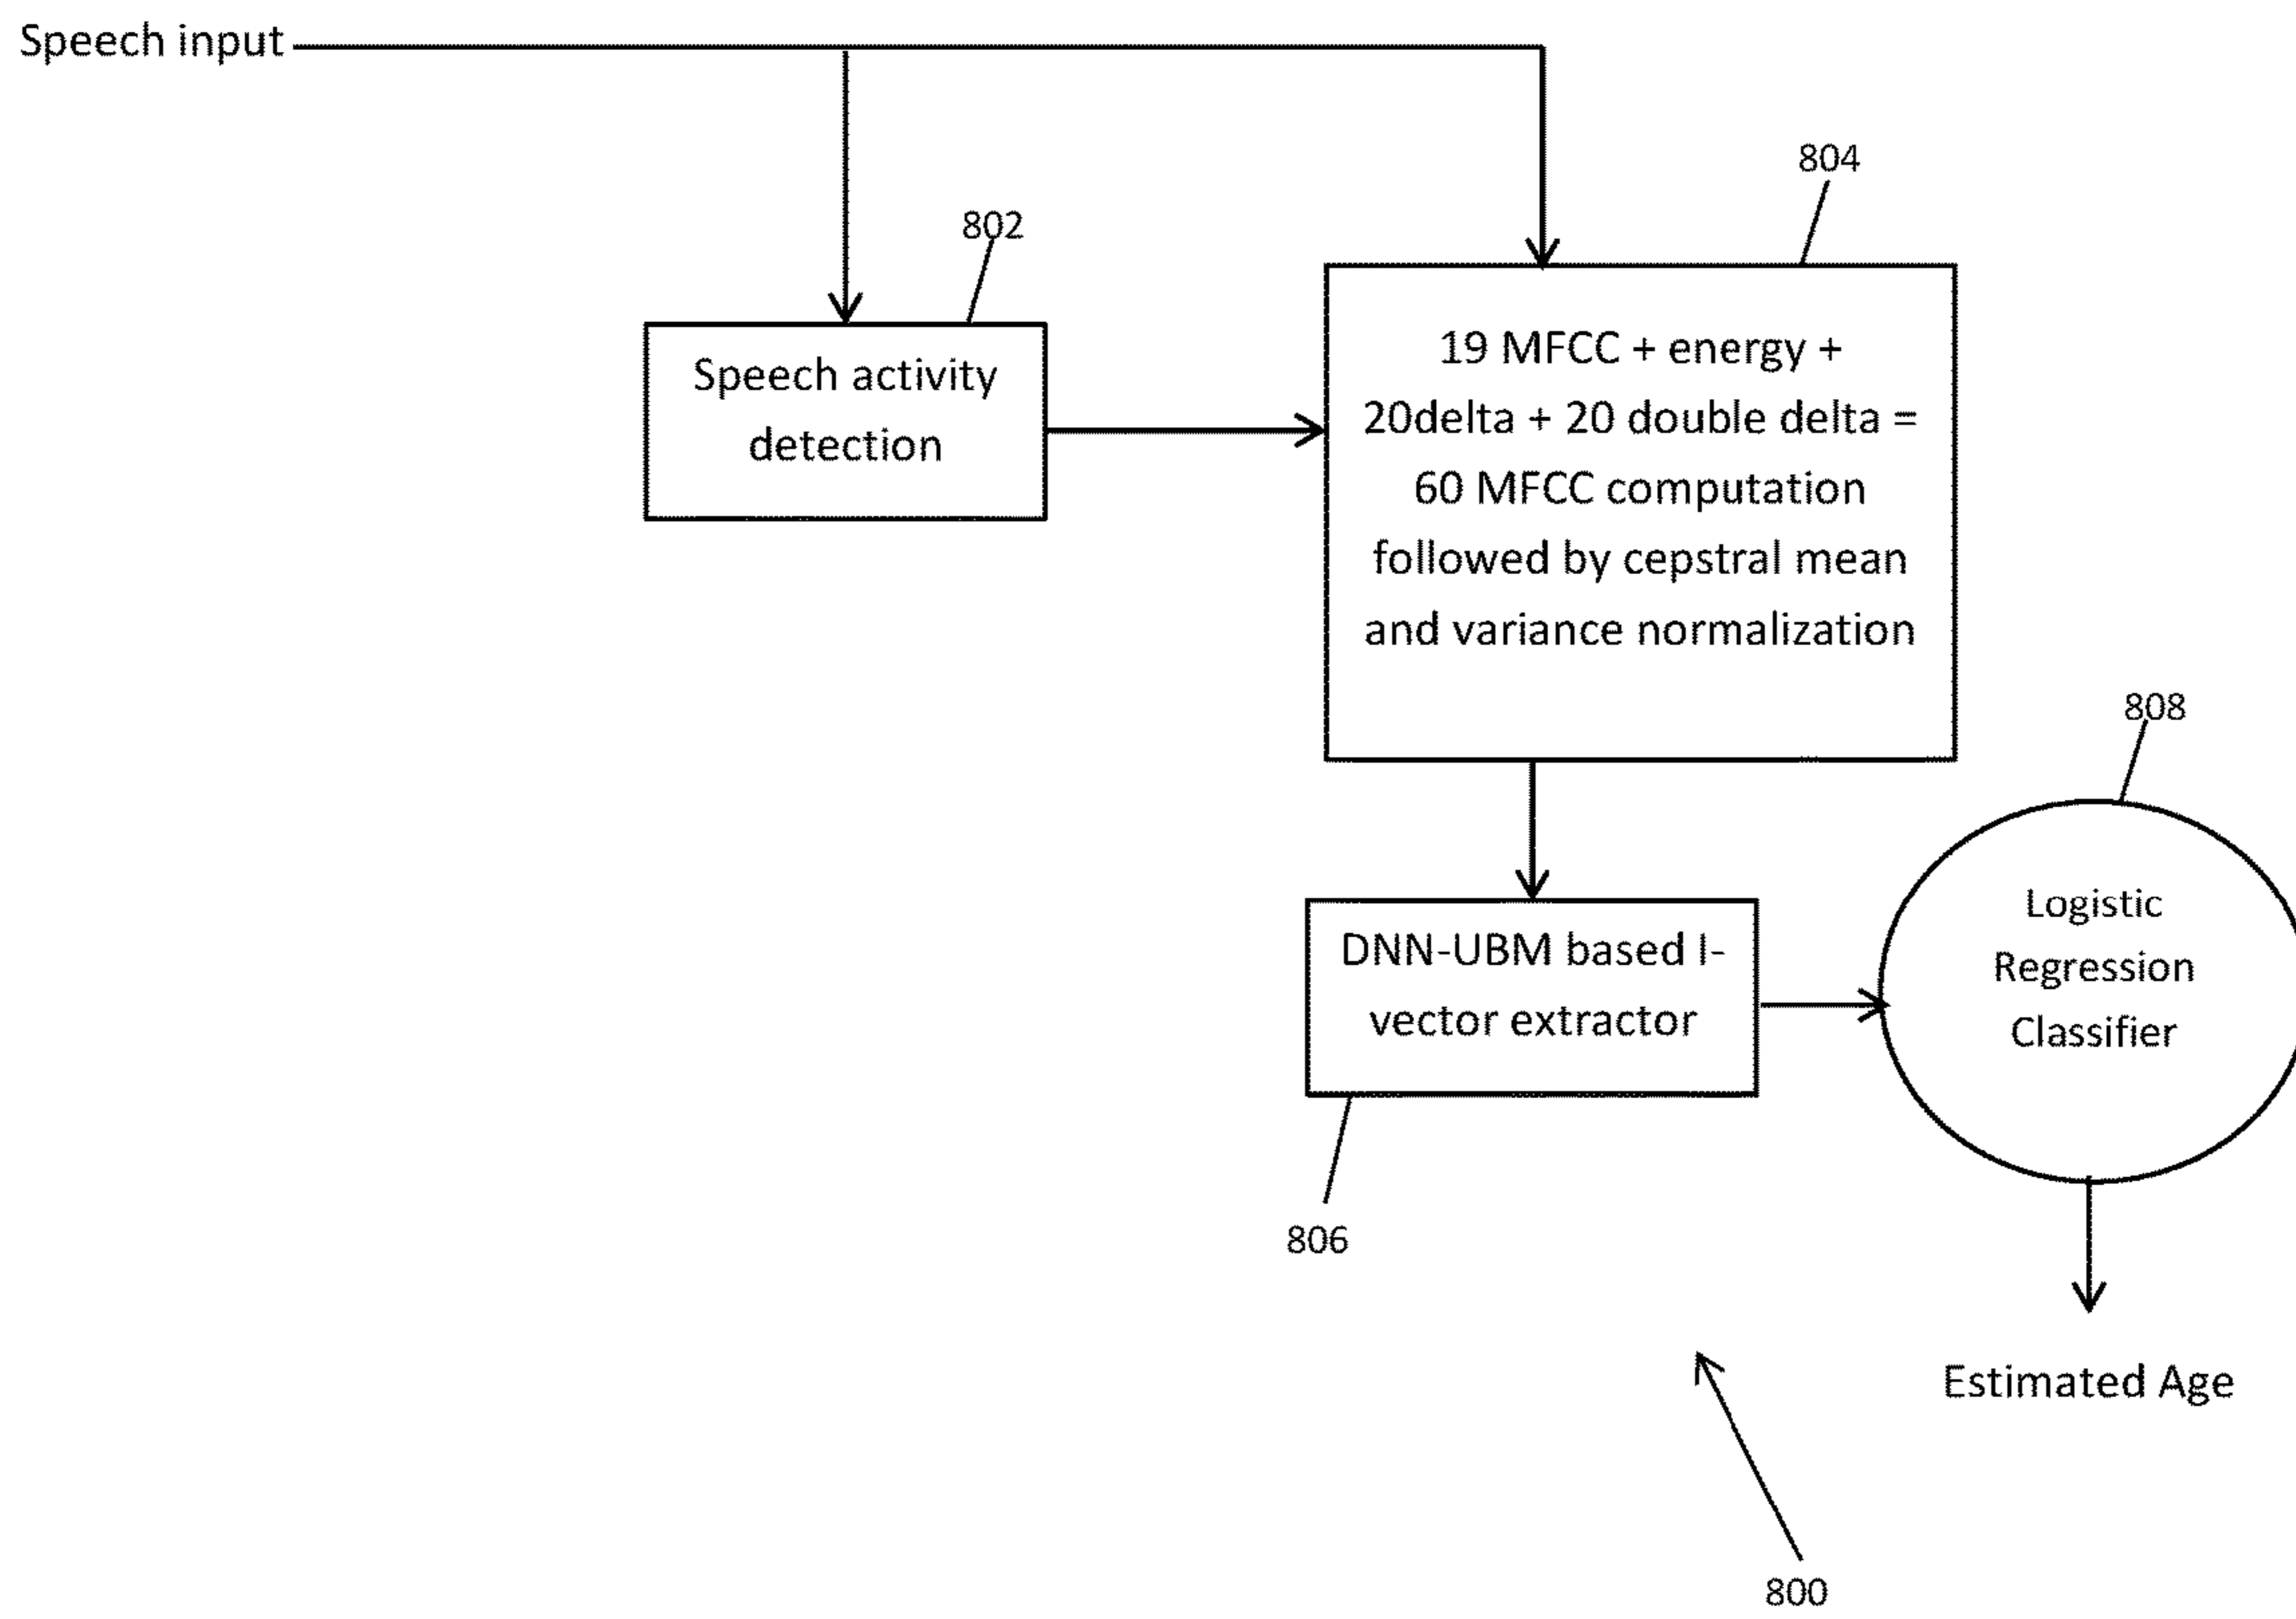 Speech input
804
802
19 MFCC + energy +
20delta + 20 double delta =
60 MFCC computation
followed by cepstral mean
and variance normalization
Speech activity
detection
808
Logistic
Regression
Classifier
DNN-UBM based I-
vector extractor
806
Estimated Age
800